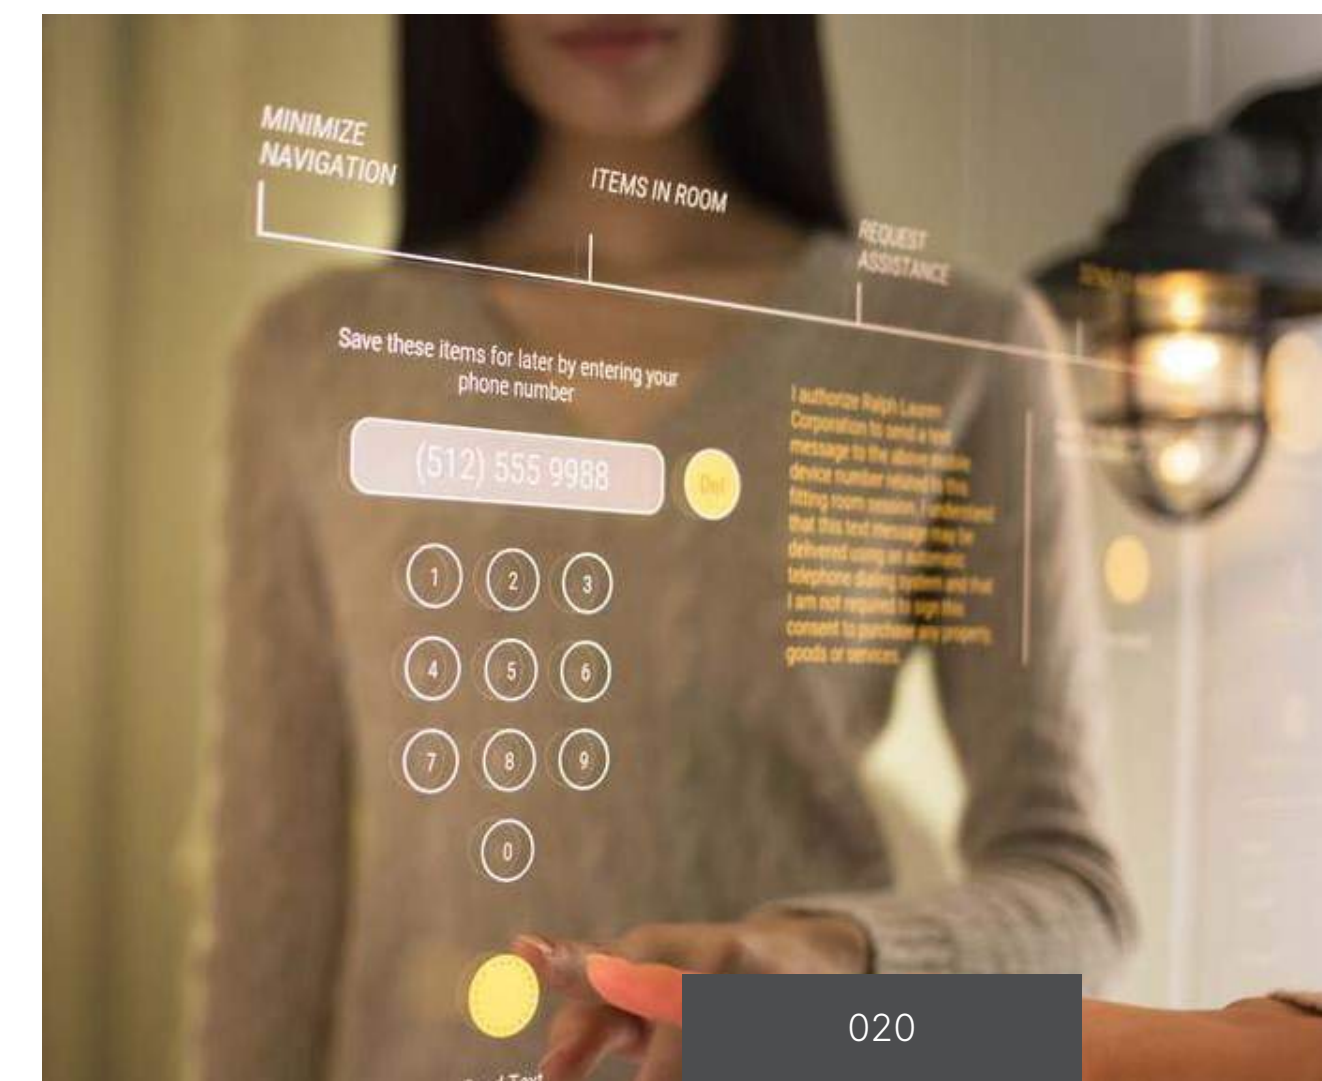 MINIMIZE
NAVIGATION
ITEMS IN ROOM
REQUEST
ASSISTANCE
Save these items for later by entering your
phone number
(512) 555 9988
Del
1 2 3
4 5 6
7 8 9
0
I authorize Ralph Lauren
Corporation to send a text
message to the above mobile
device number related to this
fitting room session. I understand
that this text message may be
delivered using an automatic
telephone dialing system and that
I am not required to sign this
consent to purchase any property,
goods or services.
Text
020